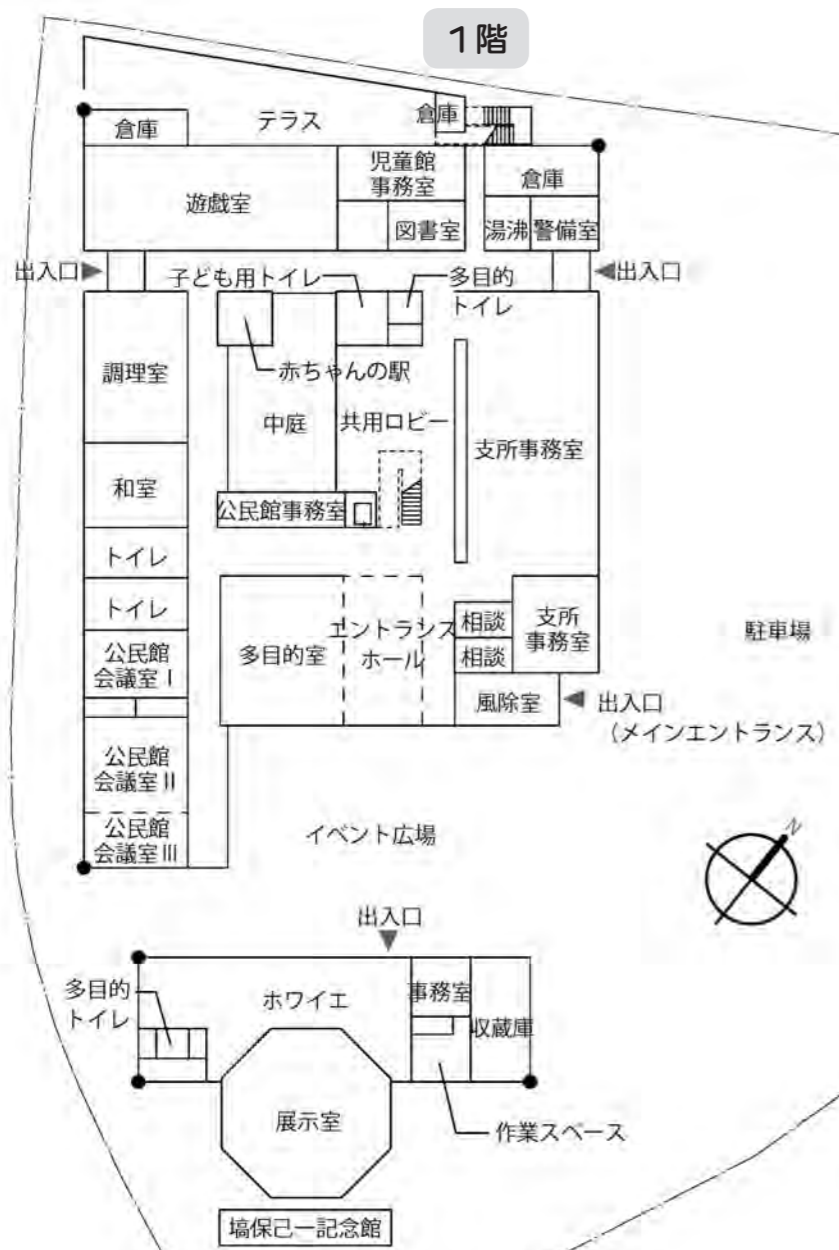 1階
倉庫
テラス
倉庫
児童館
事務室
倉庫
遊戯室
図書室
湯沸
警備室
出入口
子ども用トイレ
多目的
トイレ
出入口
赤ちゃんの駅
調理室
中庭
共用ロビー
支所事務室
和室
公民館事務室
トイレ
トイレ
エントランス
ホール
相談
支所
事務室
駐車場
公民館
会議室Ⅰ
多目的室
相談
風除室
出入口
（メインエントランス）
公民館
会議室Ⅱ
公民館
会議室Ⅲ
イベント広場
N
出入口
多目的
トイレ
ホワイエ
事務室
収蔵庫
展示室
作業スペース
塙保己一記念館